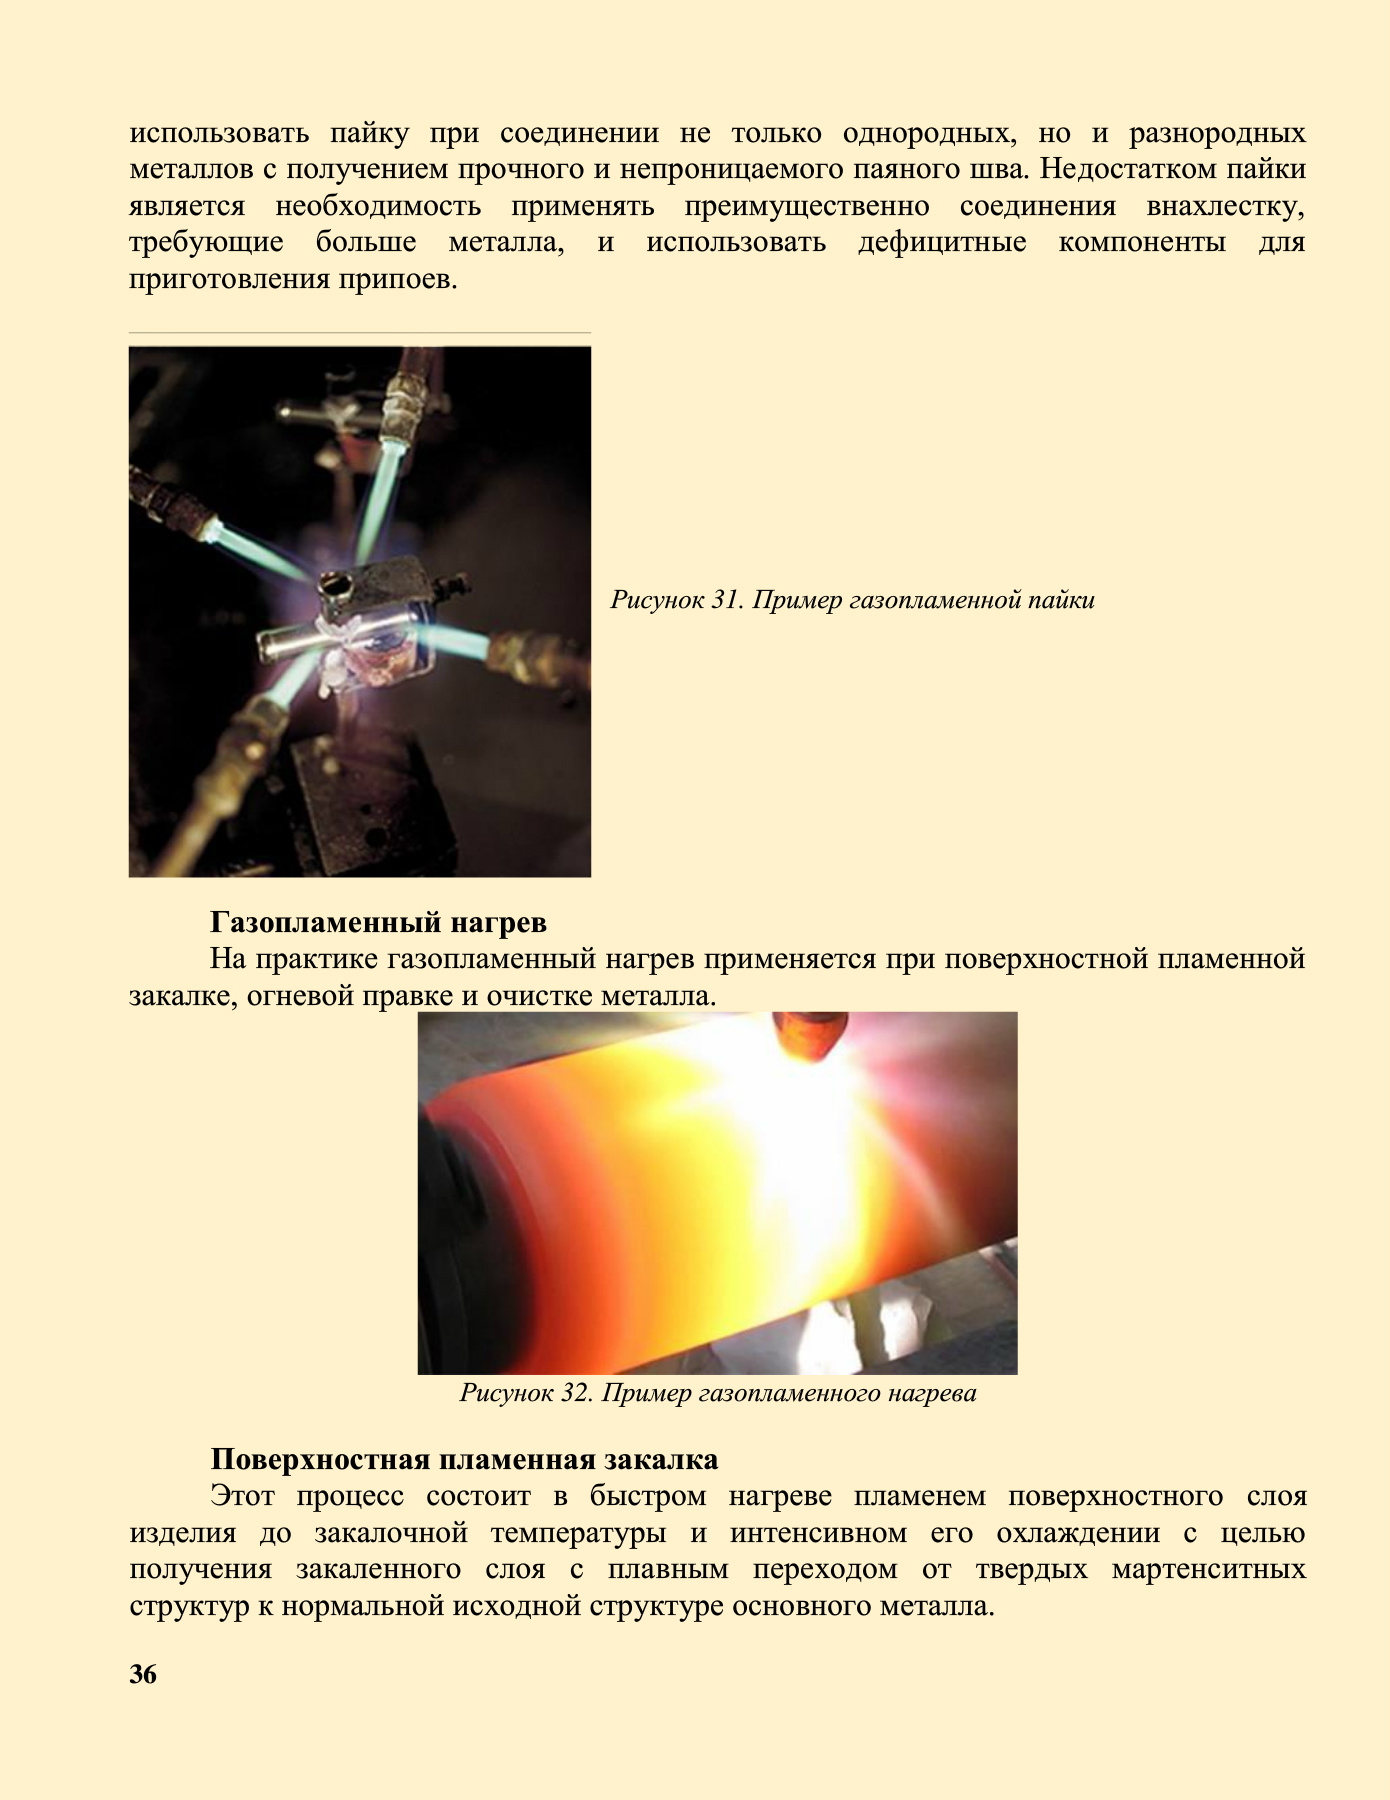 использовать пайку при соединении не только однородных, но и разнородных
металлов с получением прочного и непроницаемого паяного шва. Недостатком пайки
является необходимость применять преимущественно соединения внахлестку,
требующие больше металла, и использовать дефицитные компоненты для
приготовления припоев.
Рисунок 31. Пример газопламенной пайки
Газопламенный нагрев
На практике газопламенный нагрев применяется при поверхностной пламенной
закалке, огневой правке и очистке металла.
Рисунок 32. Пример газопламенного нагрева
Поверхностная пламенная закалка
Этот процесс состоит в быстром нагреве пламенем поверхностного слоя
изделия до закалочной температуры и интенсивном его охлаждении с целью
получения закаленного слоя с плавным переходом от твердых мартенситных
структур к нормальной исходной структуре основного металла.
36